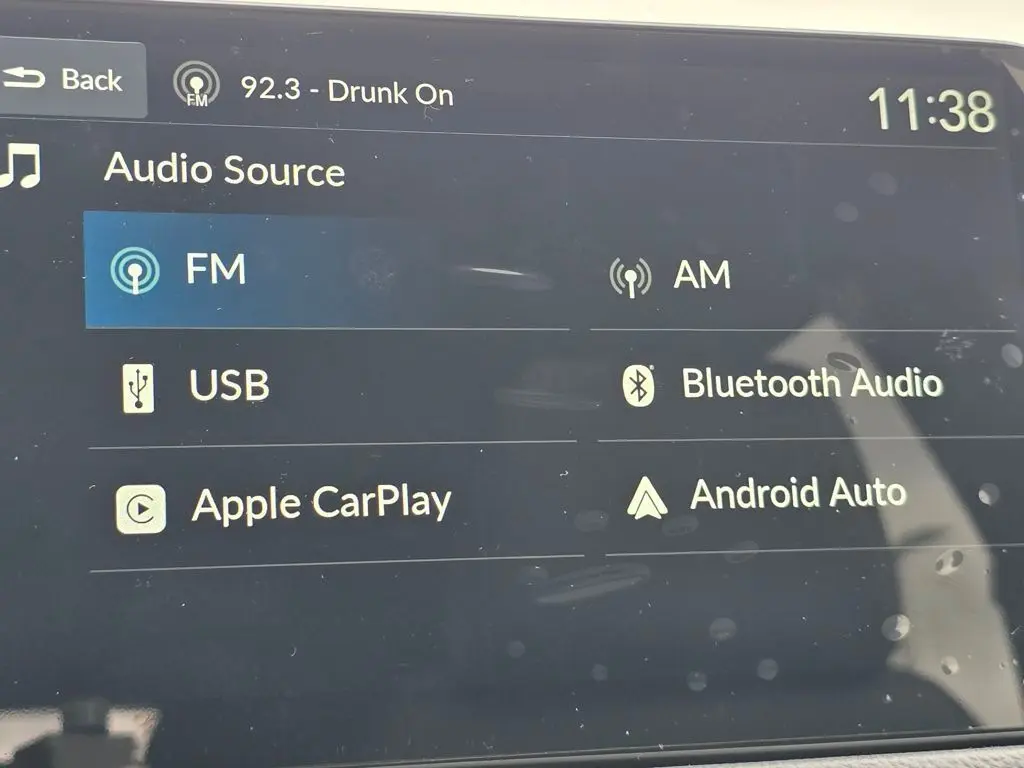 Back
FM
92.3 - Drunk On
11:38
Audio Source
FM
AM
USB
Bluetooth Audio
Apple CarPlay
Android Auto